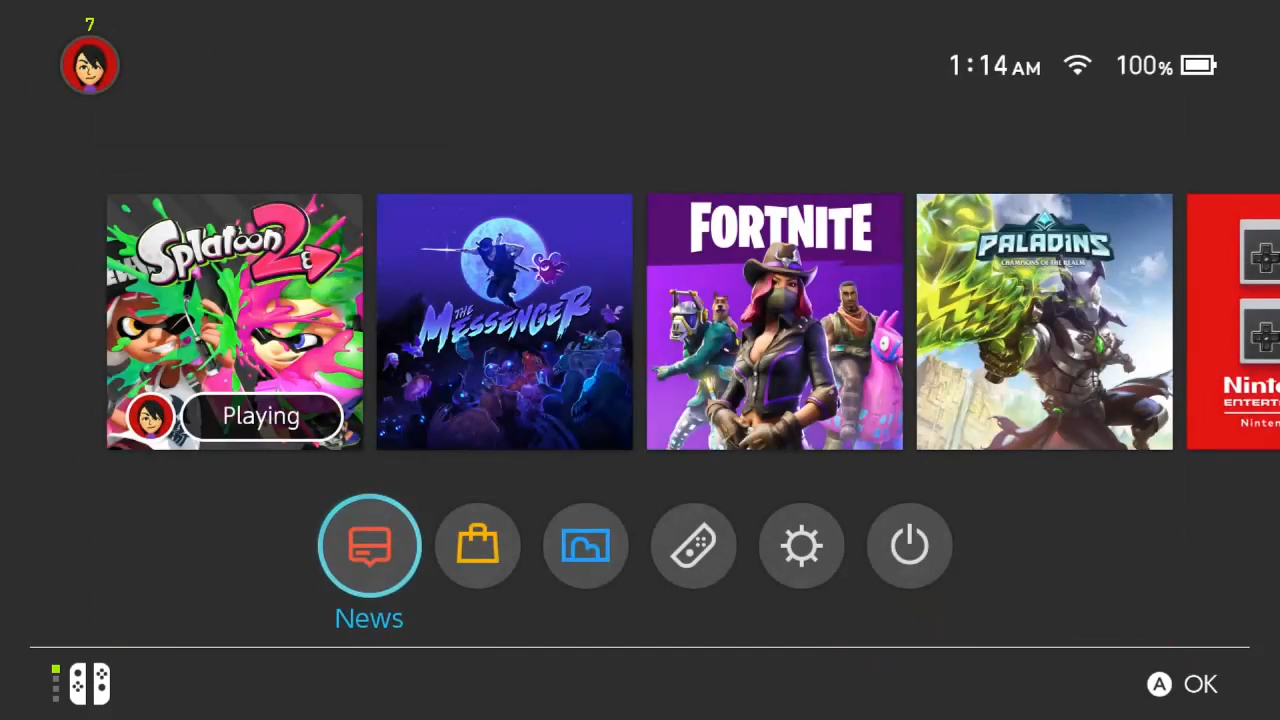 7
1:14 AM
100%
Splatoon 2
Playing
THE
MESSENGER
FORTNITE
PALADINS
CHAMPIONS OF THE REALM
News
A OK